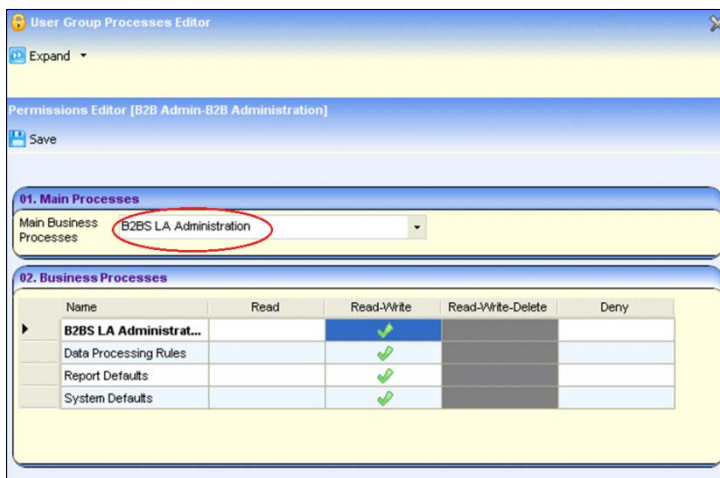 User Group Processes Editor
Expand
Permissions Editor [B2B Admin-B2B Administration]
Save
01. Main Processes
Main Business
Processes
B2BS LA Administration
02. Business Processes
Name Read Read-Write Read-Write-Delete Deny
B2BS LA Administrat...
Data Processing Rules
Report Defaults
System Defaults